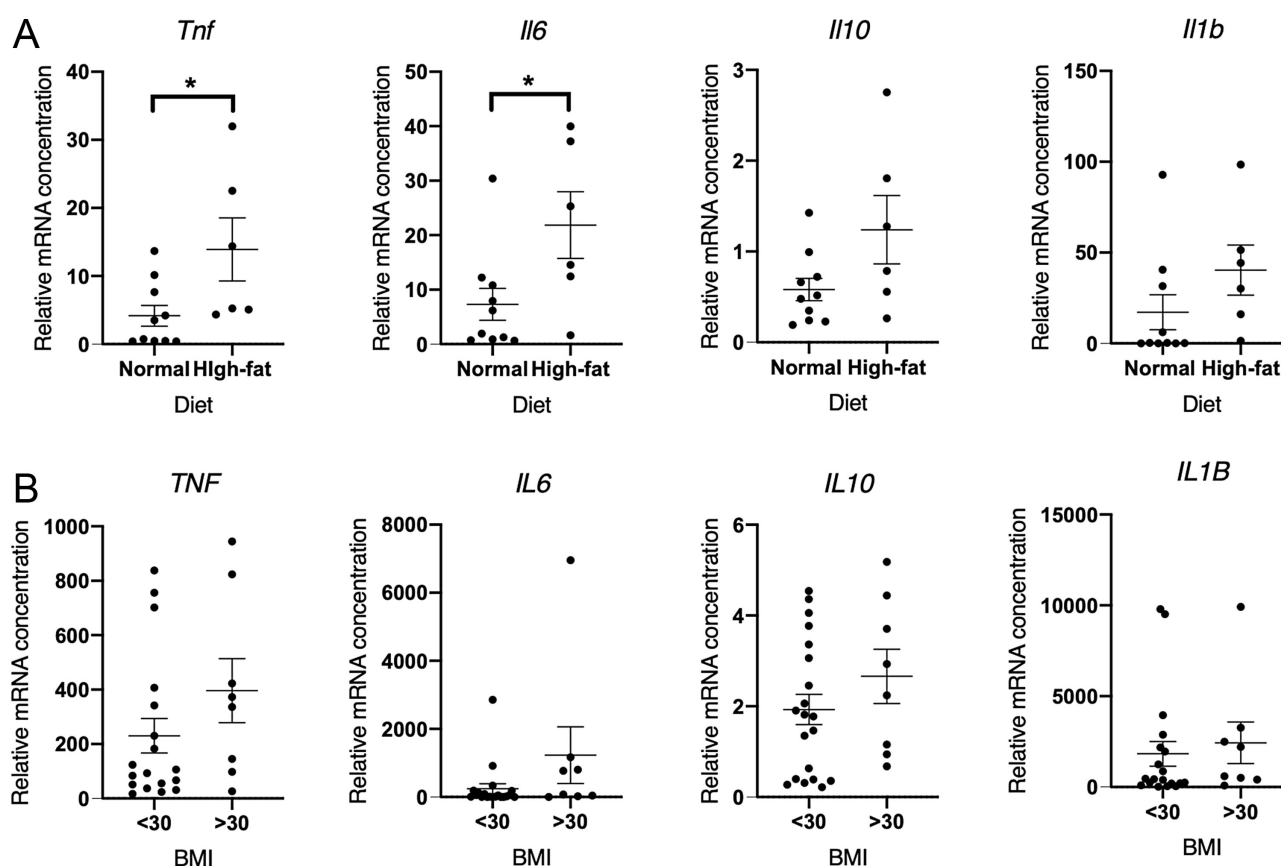 A
Tnf
Il6
Il10
Il1b
Relative mRNA concentration
40
30
20
10
0
*
Normal HIgh-fat
Diet
Relative mRNA concentration
50
40
30
20
10
0
*
Normal High-fat
Diet
Relative mRNA concentration
3
2
1
0
Normal High-fat
Diet
Relative mRNA concentration
150
100
50
0
Normal High-fat
Diet
B
TNF
IL6
IL10
IL1B
Relative mRNA concentration
1000
800
600
400
200
0
<30 >30
BMI
Relative mRNA concentration
8000
6000
4000
2000
0
<30 >30
BMI
Relative mRNA concentration
6
4
2
0
<30 >30
BMI
Relative mRNA concentration
15000
10000
5000
0
<30 >30
BMI